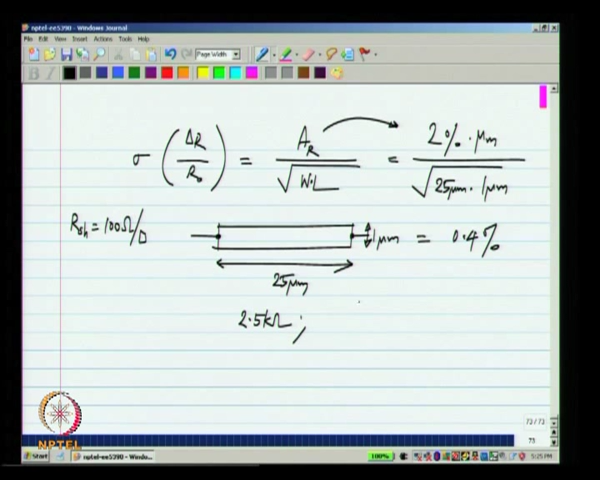 nptel-ee5390 - Windows Journal
File Edit View Insert Actions Tools Help
Page Width
B I
σ (ΔR/R₀) = A_R/√(W·L) = 2%·μm/√(25μm·1μm)
R_sh = 100Ω/□
1μm = 0.4%
25μm
2.5kΩ;
NPTEL
73/73
73
Start
nptel-ee5390 - Windo...
100%
5:25 PM